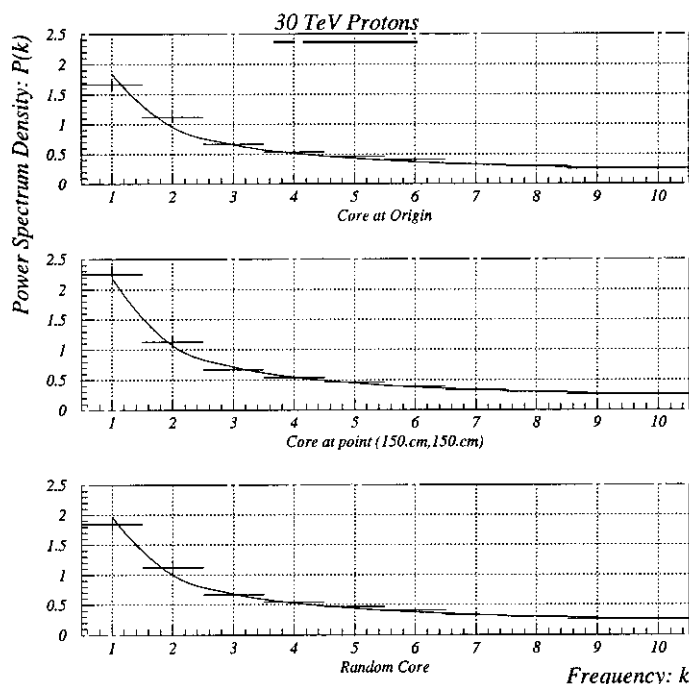 30 TeV Protons
Power Spectrum Density: P(k)
2.5
2
1.5
1
0.5
0
1 2 3 4 5 6 7 8 9 10
Core at Origin
2.5
2
1.5
1
0.5
0
1 2 3 4 5 6 7 8 9 10
Core at point (150.cm,150.cm)
2.5
2
1.5
1
0.5
0
1 2 3 4 5 6 7 8 9 10
Random Core
Frequency: k